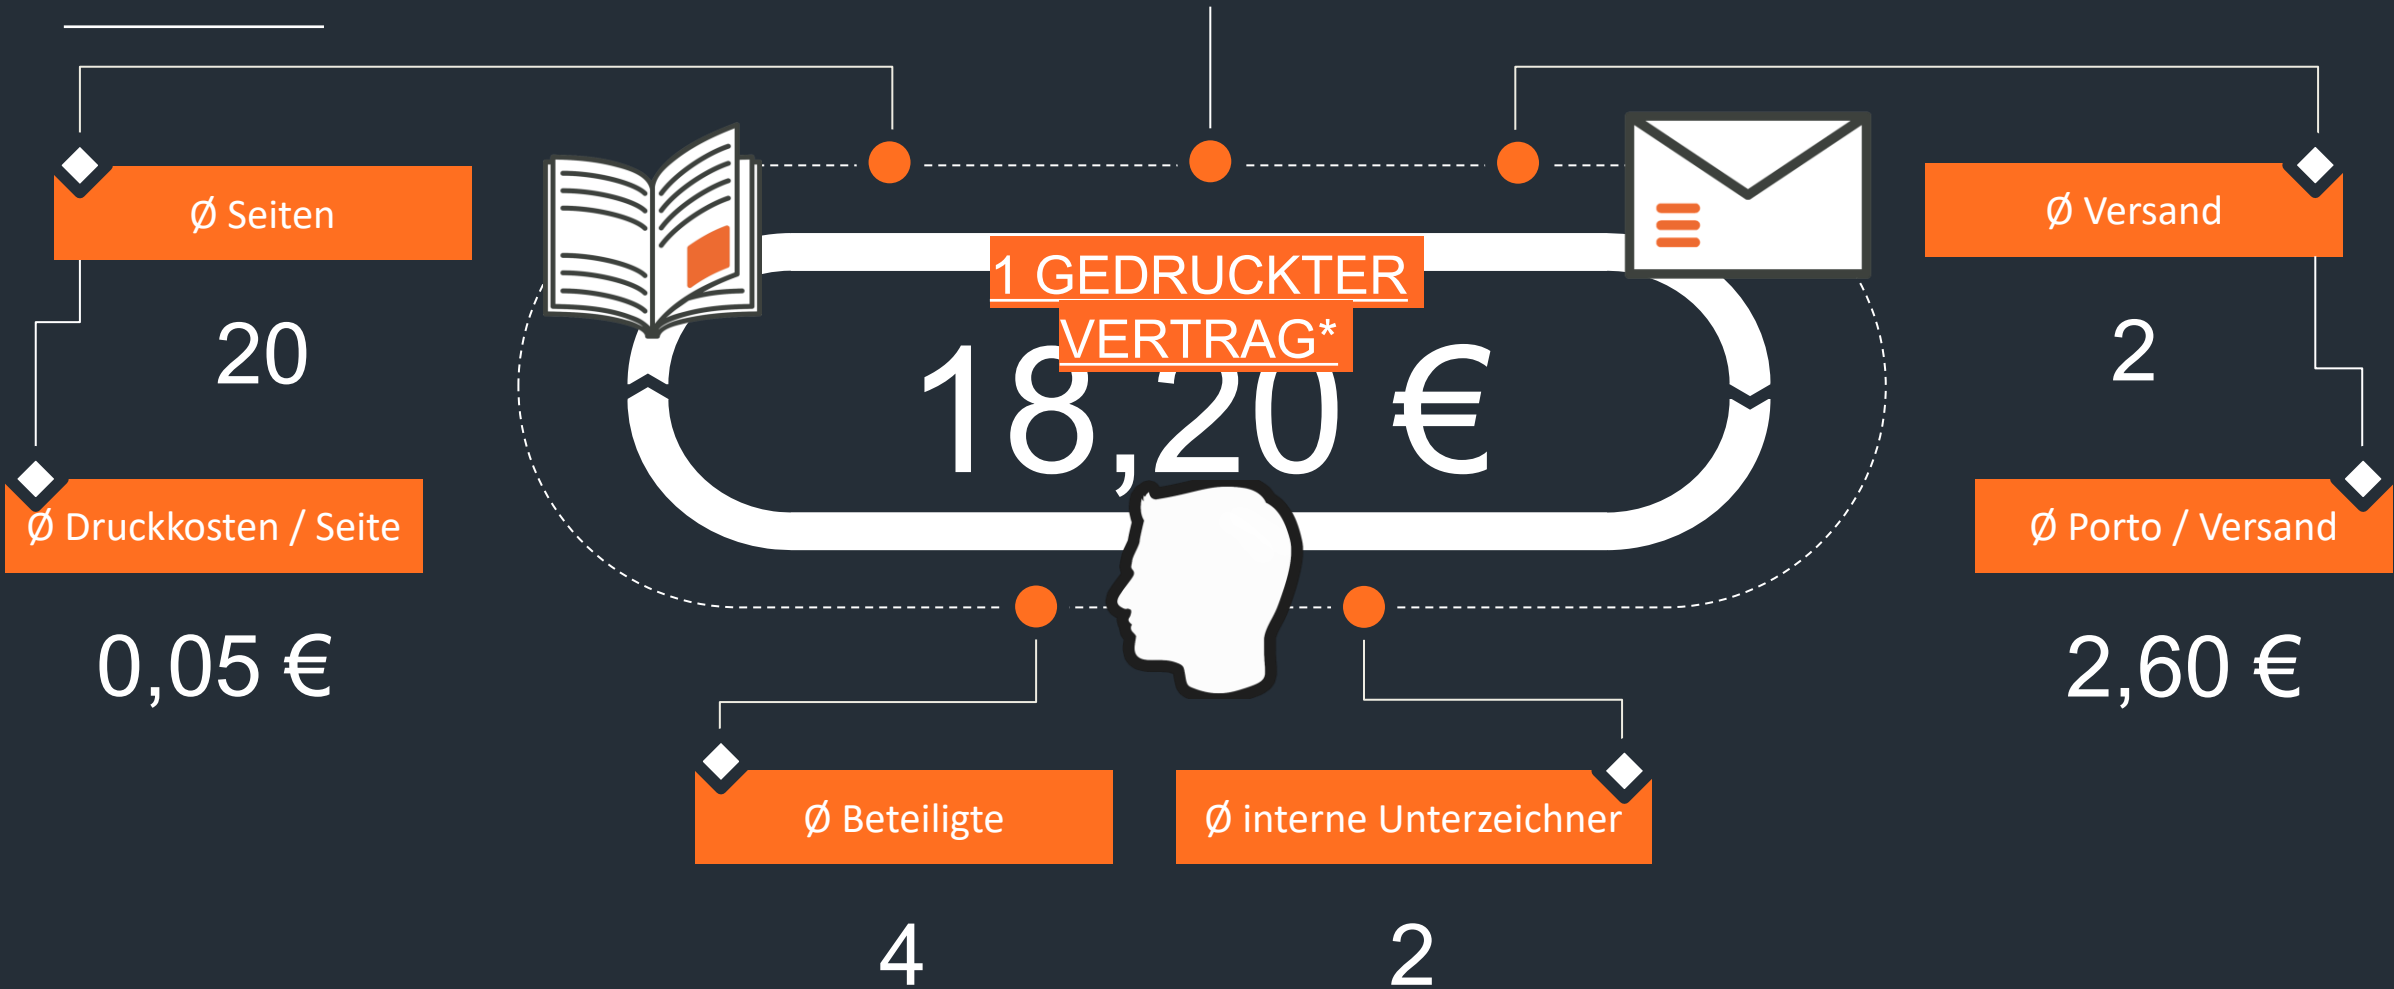 Ø Seiten
20
Ø Druckkosten / Seite
0,05 €
1 GEDRUCKTER
VERTRAG*
18,20 €
Ø Versand
2
Ø Porto / Versand
2,60 €
Ø Beteiligte
4
Ø interne Unterzeichner
2